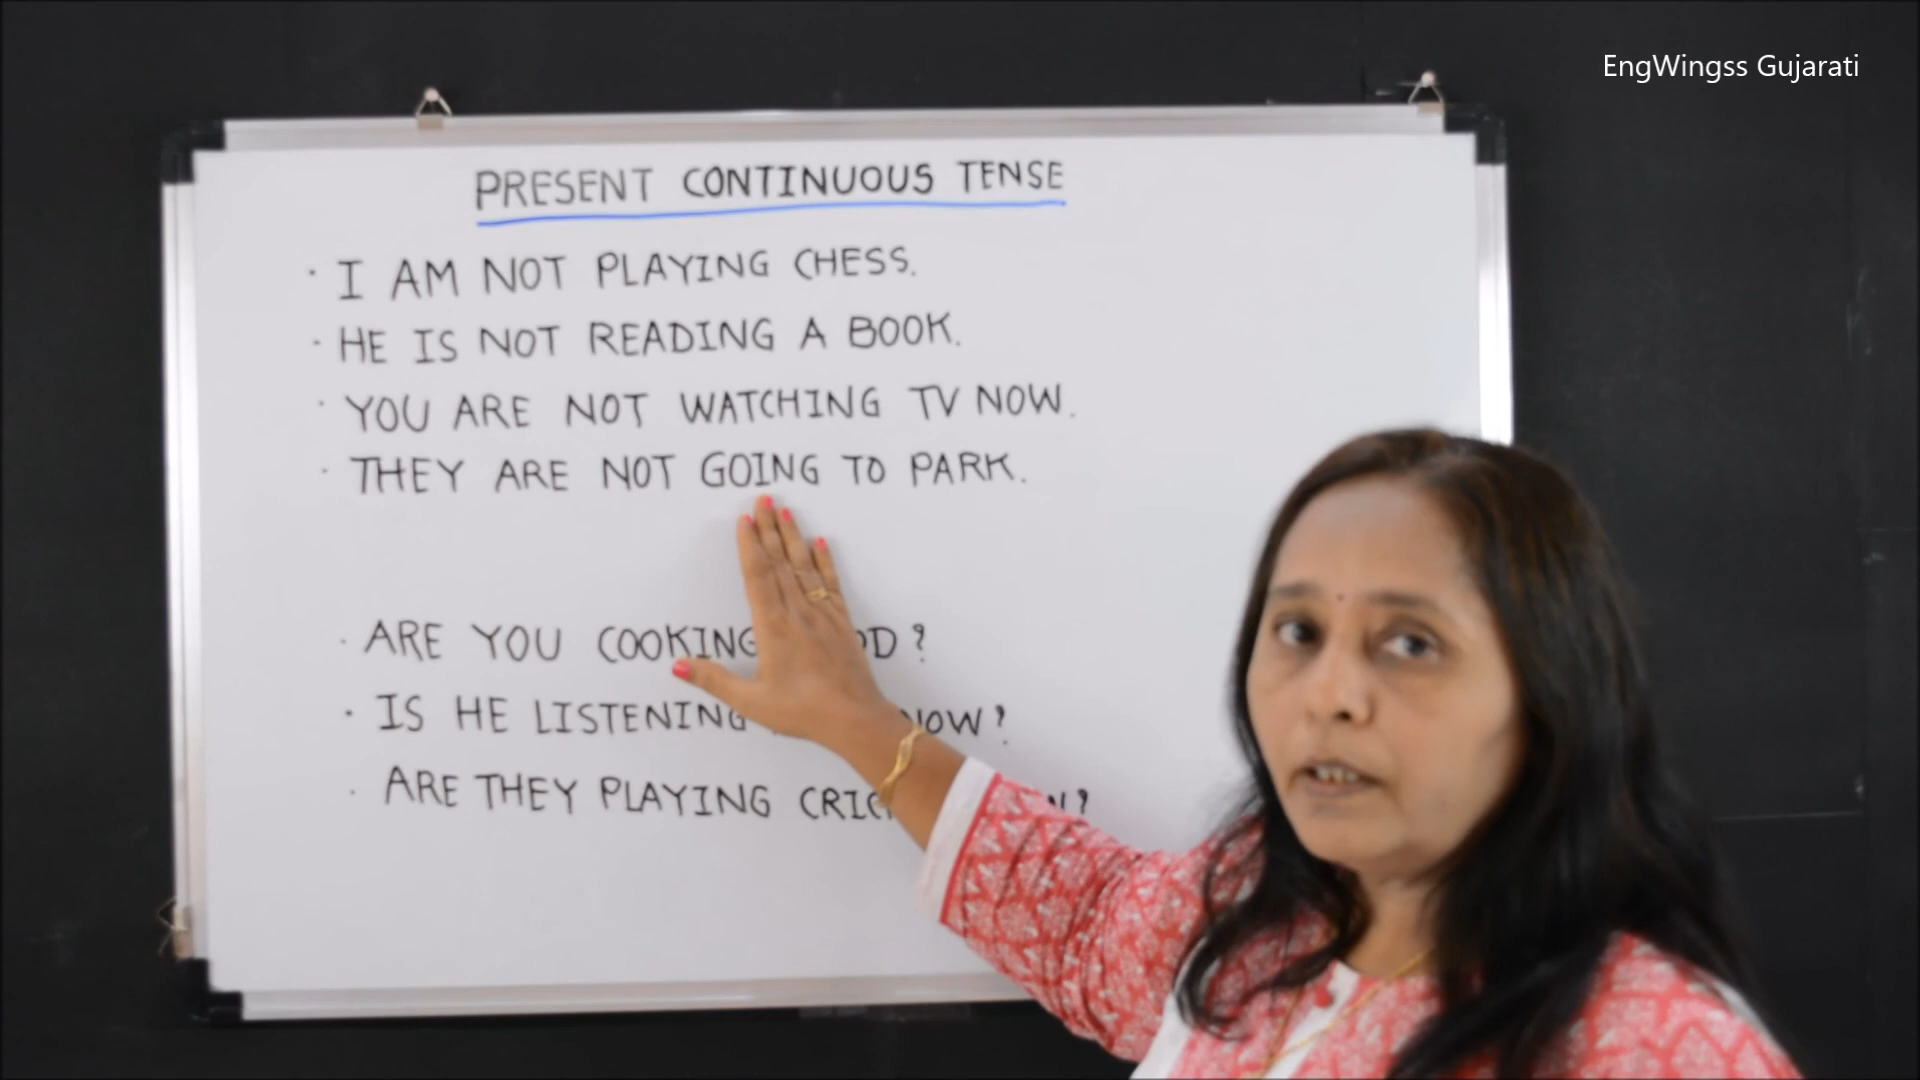 EngWingss Gujarati
PRESENT CONTINUOUS TENSE
· I AM NOT PLAYING CHESS.
· HE IS NOT READING A BOOK.
· YOU ARE NOT WATCHING TV NOW.
· THEY ARE NOT GOING TO PARK.
· ARE YOU COOKING ?
· IS HE LISTENING NOW?
· ARE THEY PLAYING